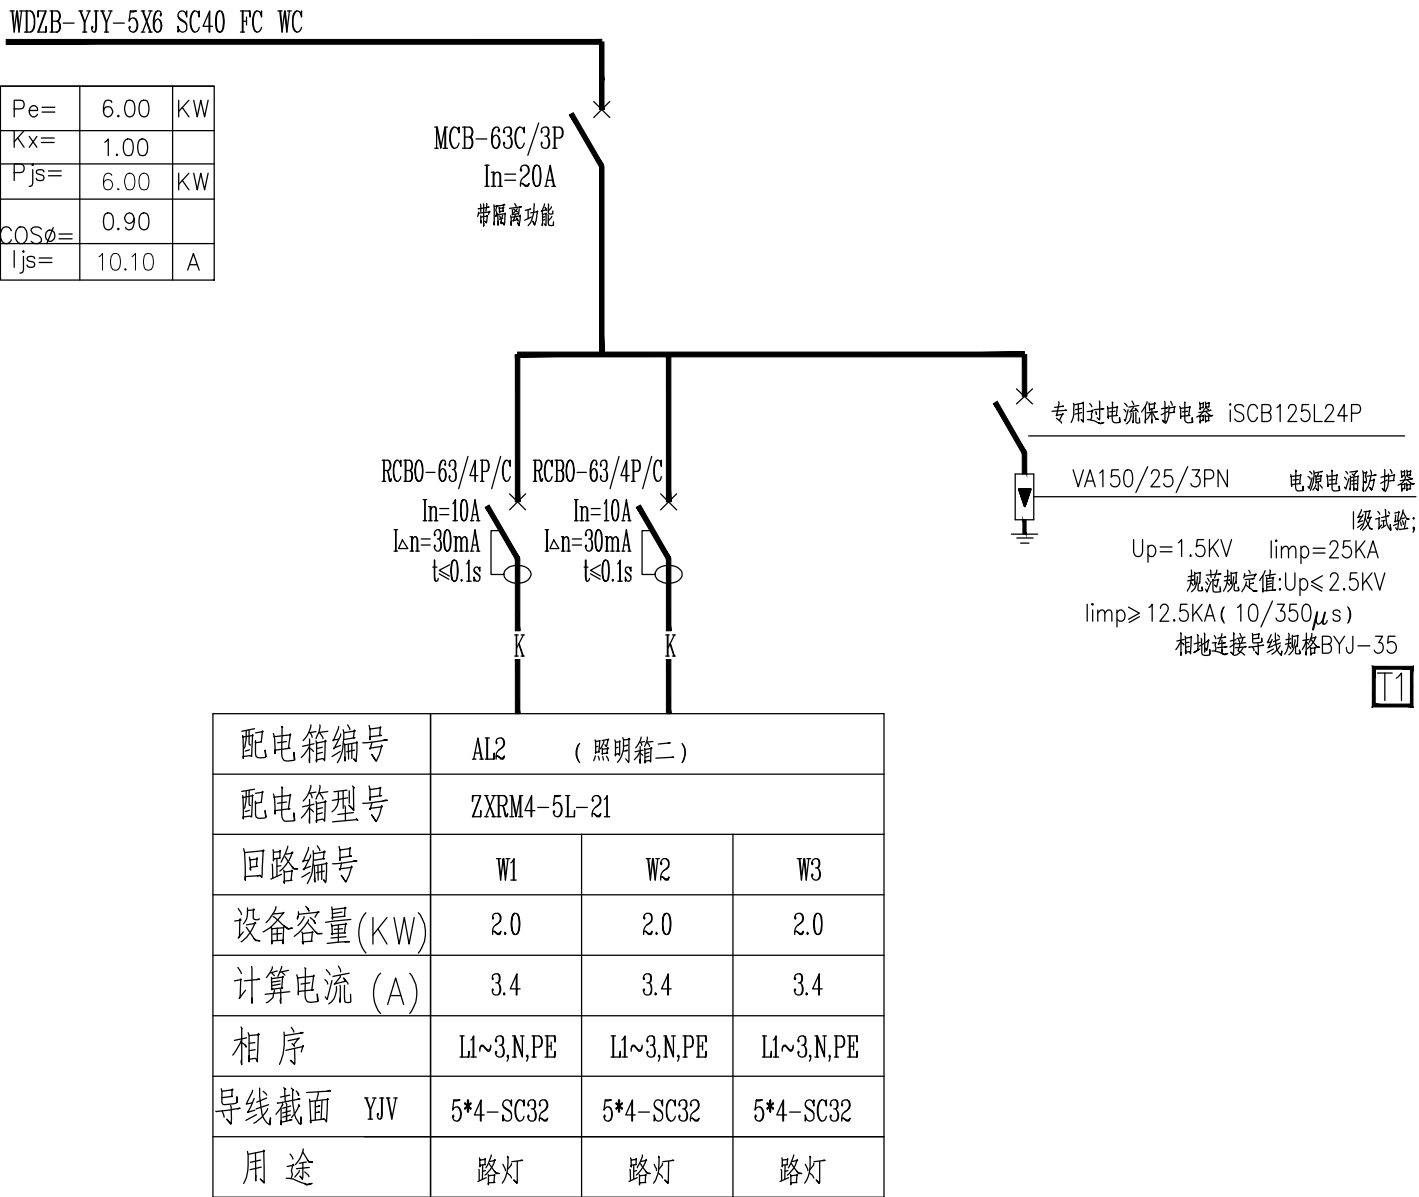 WDZB-YJY-5X6 SC40 FC WC
Pe= 6.00 KW
Kx= 1.00
Pjs= 6.00 KW
COSø= 0.90
Ijs= 10.10 A
MCB-63C/3P
In=20A
带隔离功能
专用过电流保护电器 iSCB125L24P
VA150/25/3PN 电源电涌防护器
I级试验;
Up=1.5KV Iimp=25KA
规范规定值:Up≤2.5KV
Iimp≥12.5KA(10/350μs)
相地连接导线规格BYJ-35
T1
RCBO-63/4P/C RCBO-63/4P/C
In=10A In=10A
I△n=30mA I△n=30mA
t≤0.1s t≤0.1s
K K
配电箱编号 AL2 (照明箱二)
配电箱型号 ZXRM4-5L-21
回路编号 W1 W2 W3
设备容量(KW) 2.0 2.0 2.0
计算电流 (A) 3.4 3.4 3.4
相 序 L1~3,N,PE L1~3,N,PE L1~3,N,PE
导线截面 YJV 5*4-SC32 5*4-SC32 5*4-SC32
用 途 路灯 路灯 路灯